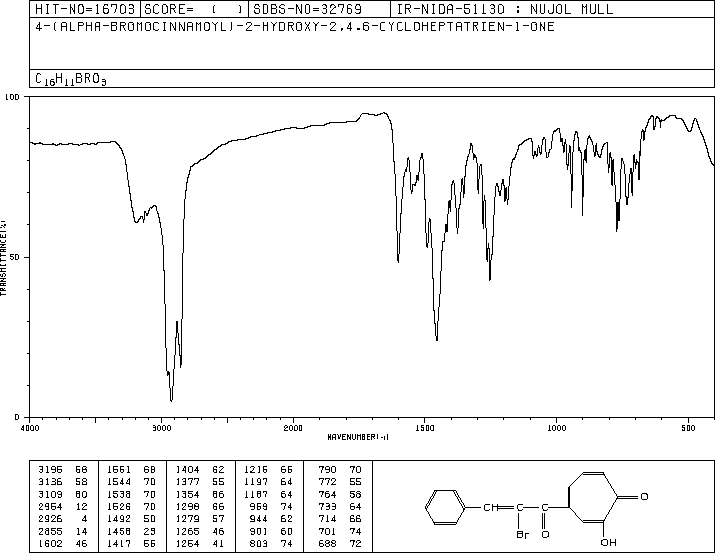 HIT-NO=16703 SCORE= ( ) SDBS-NO=32769 IR-NIDA-51130 : NUJOL MULL
4-(ALPHA-BROMOCINNAMOYL)-2-HYDROXY-2,4,6-CYCLOHEPTATRIEN-1-ONE
C16H11BRO3
100
TRANSMITTANCE(%)
50
0
4000 3000 2000 1500 1000 500
WAVENUMBER(-1)
3195 58 1561 68 1404 62 1216 66 790 70
3136 58 1544 70 1377 55 1197 64 772 55
3109 60 1538 70 1354 86 1187 64 764 58
2954 12 1526 70 1298 66 969 74 739 64
2926 4 1492 50 1279 57 944 62 714 66
2855 14 1458 29 1265 46 901 60 701 74
1602 46 1417 55 1254 41 803 74 688 72
CH C C O
Br O
OH